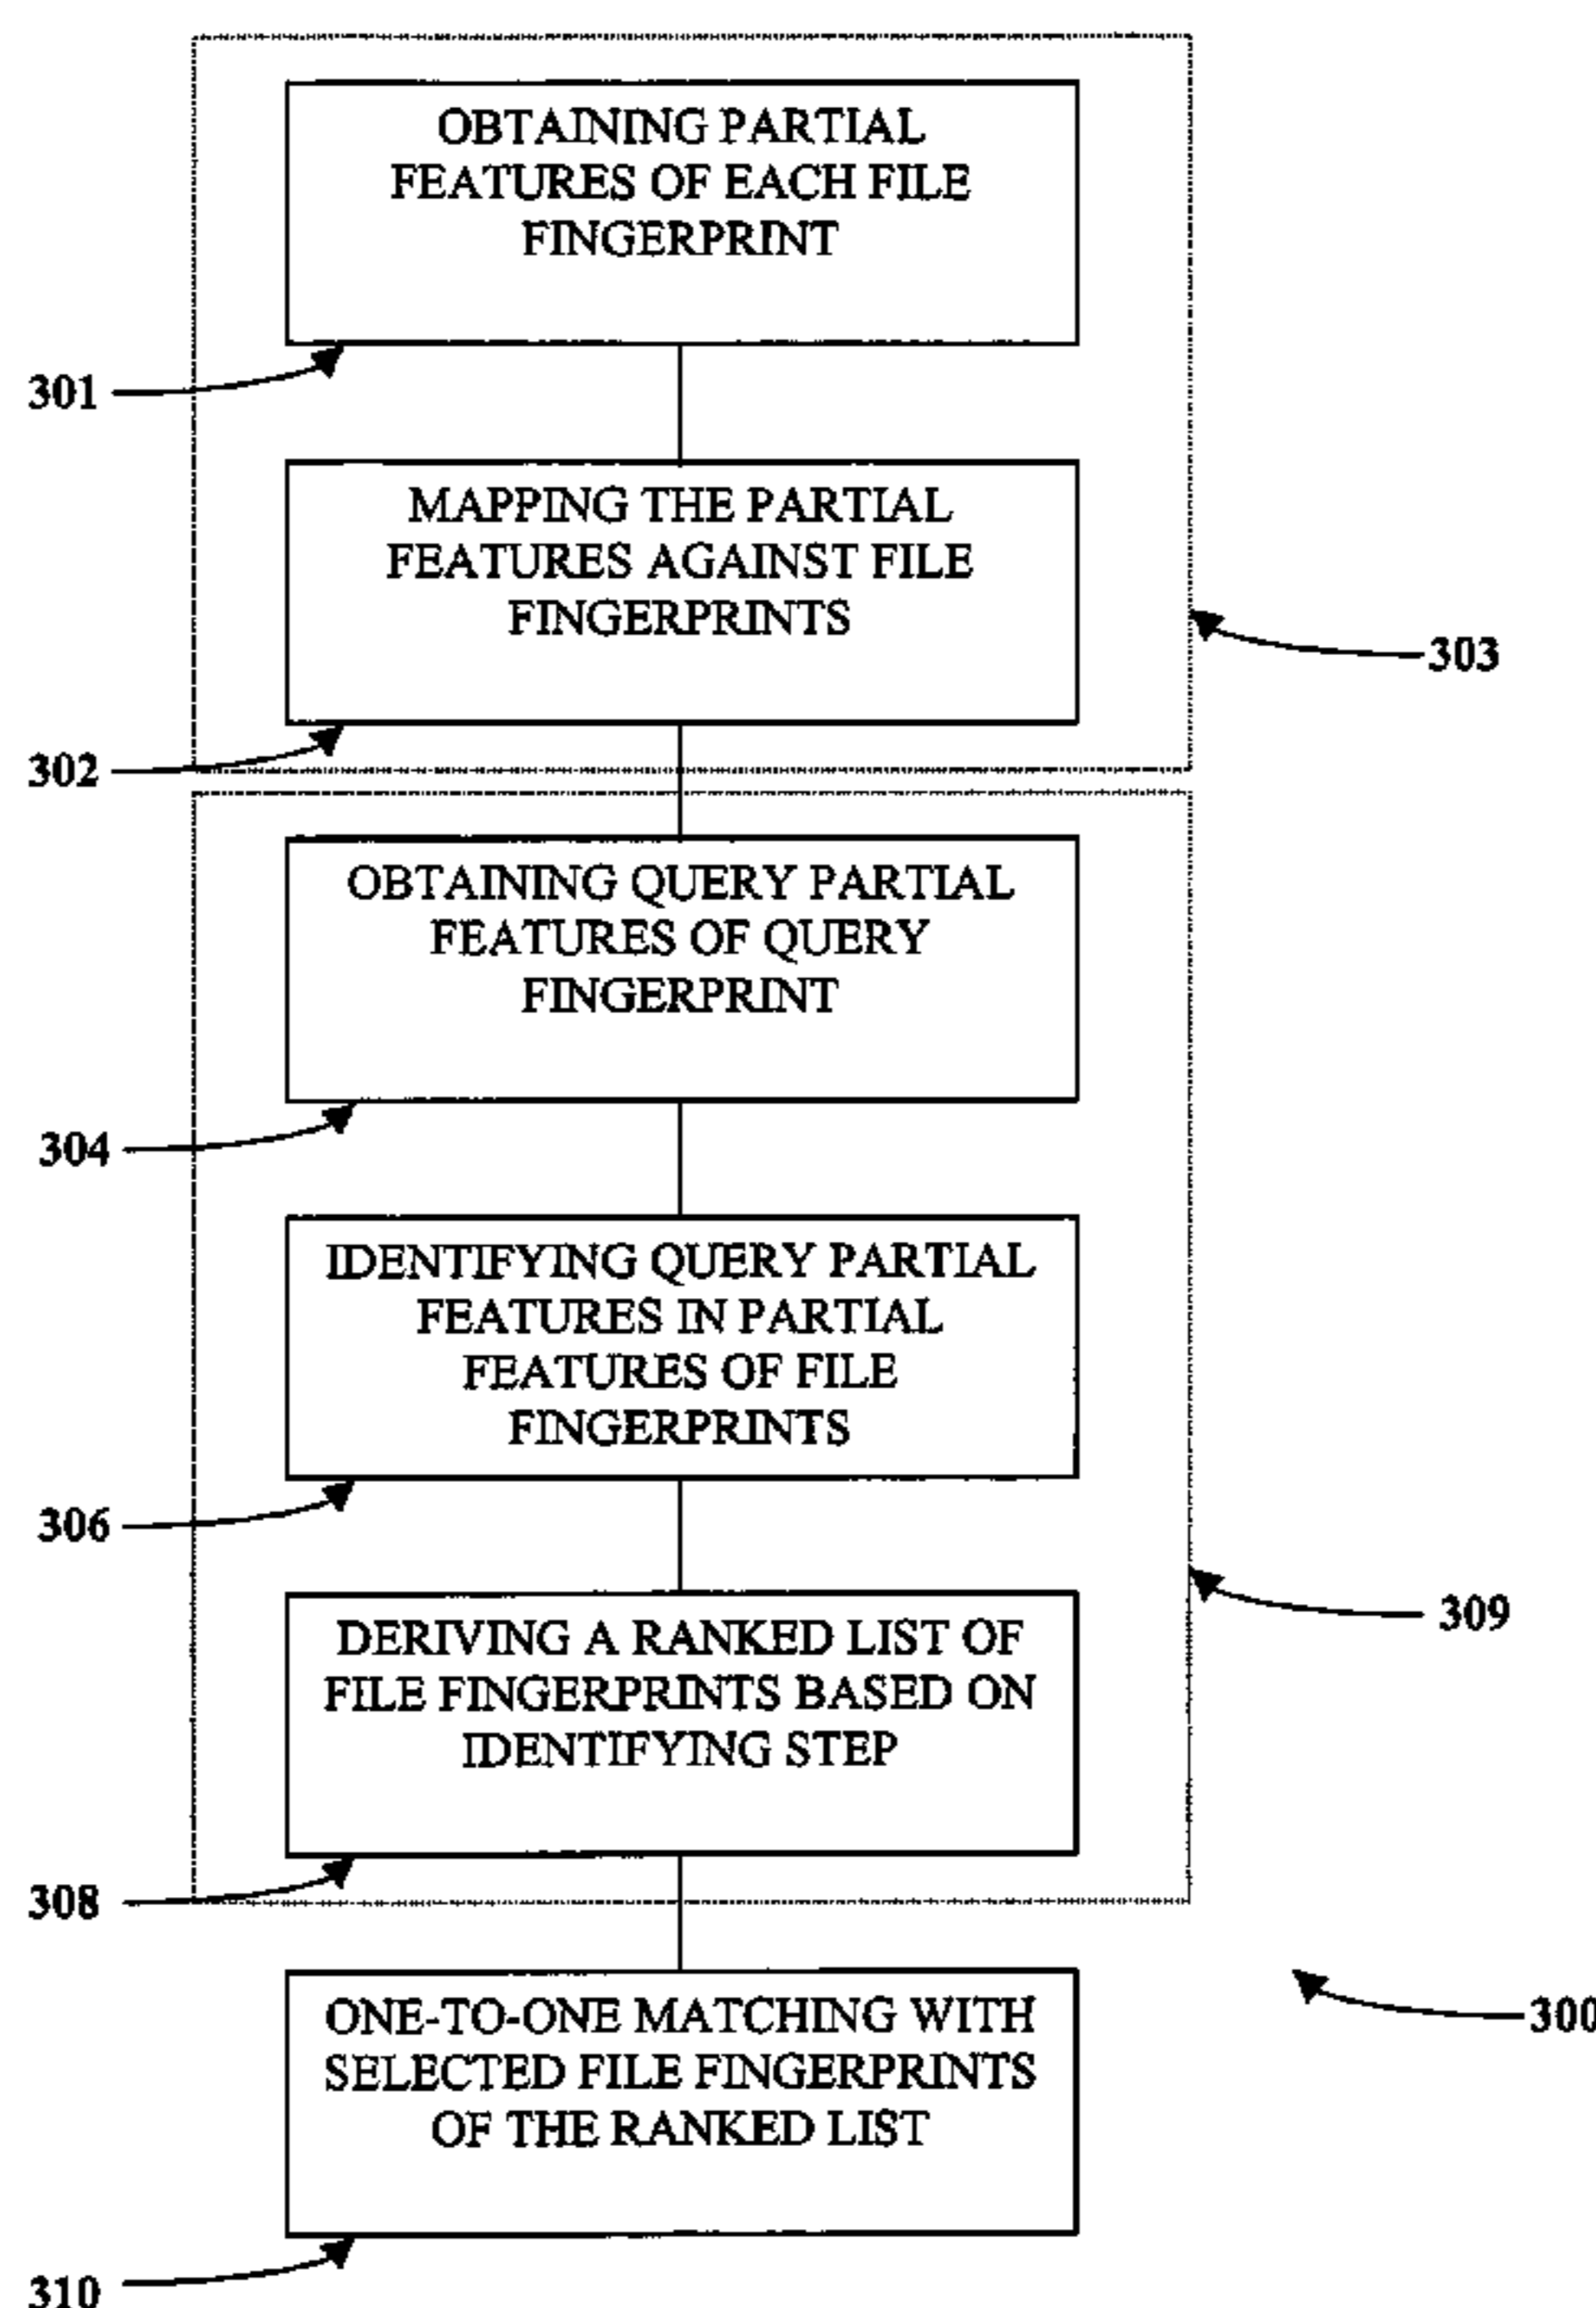 OBTAINING PARTIAL
FEATURES OF EACH FILE
FINGERPRINT
301
MAPPING THE PARTIAL
FEATURES AGAINST FILE
FINGERPRINTS
303
302
OBTAINING QUERY PARTIAL
FEATURES OF QUERY
FINGERPRINT
304
IDENTIFYING QUERY PARTIAL
FEATURES IN PARTIAL
FEATURES OF FILE
FINGERPRINTS
306
DERIVING A RANKED LIST OF
FILE FINGERPRINTS BASED ON
IDENTIFYING STEP
309
308
ONE-TO-ONE MATCHING WITH
SELECTED FILE FINGERPRINTS
OF THE RANKED LIST
300
310